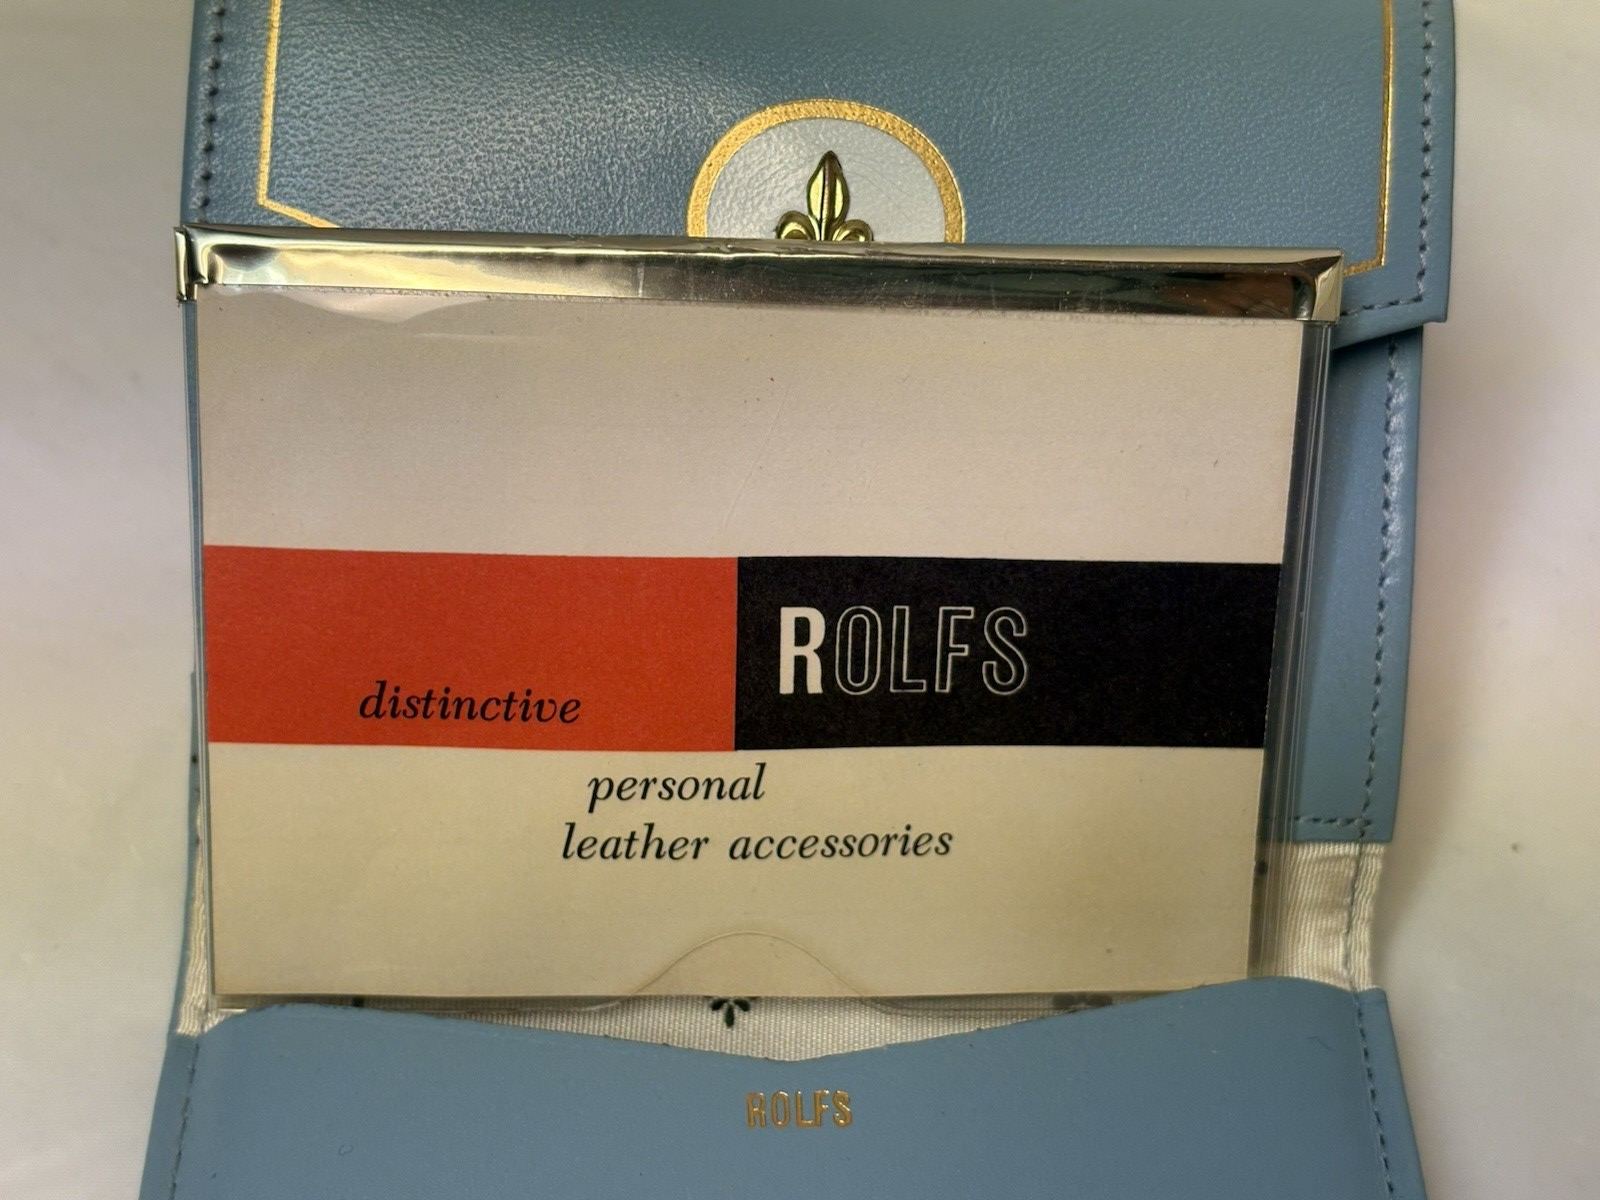 ROLFS
distinctive
personal
leather accessories
ROLFS